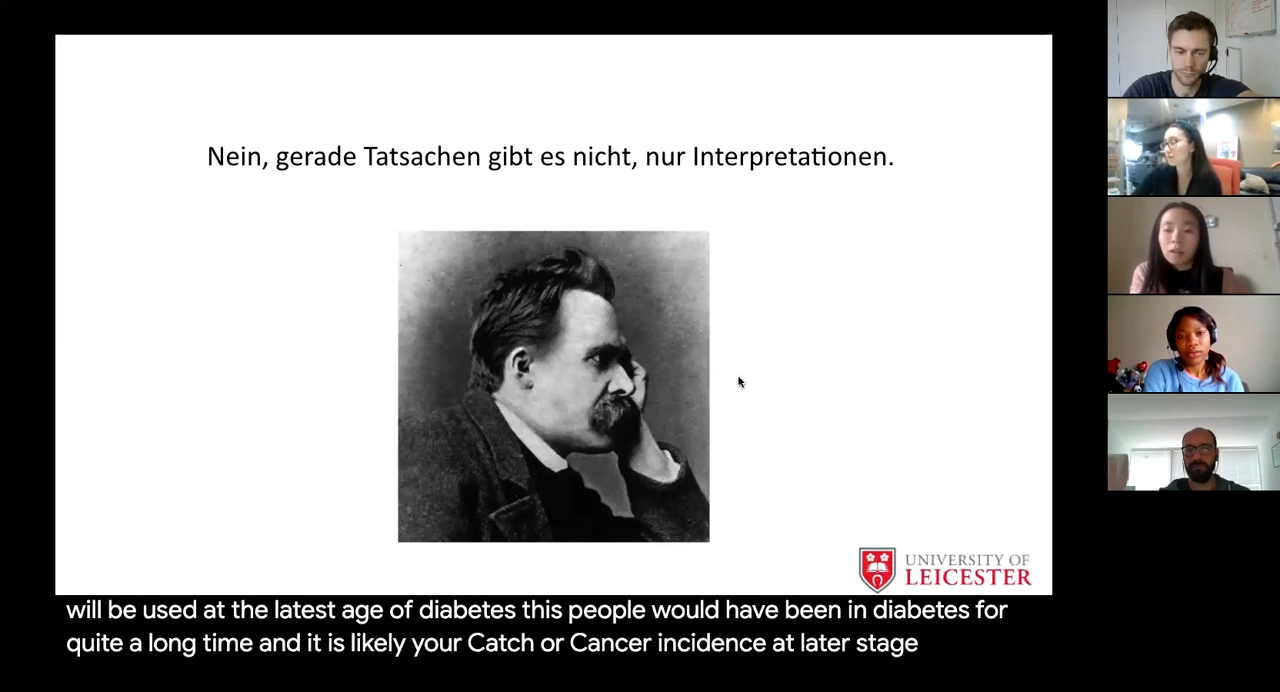 Nein, gerade Tatsachen gibt es nicht, nur Interpretationen.
UNIVERSITY OF
LEICESTER
will be used at the latest age of diabetes this people would have been in diabetes for
quite a long time and it is likely your Catch or Cancer incidence at later stage